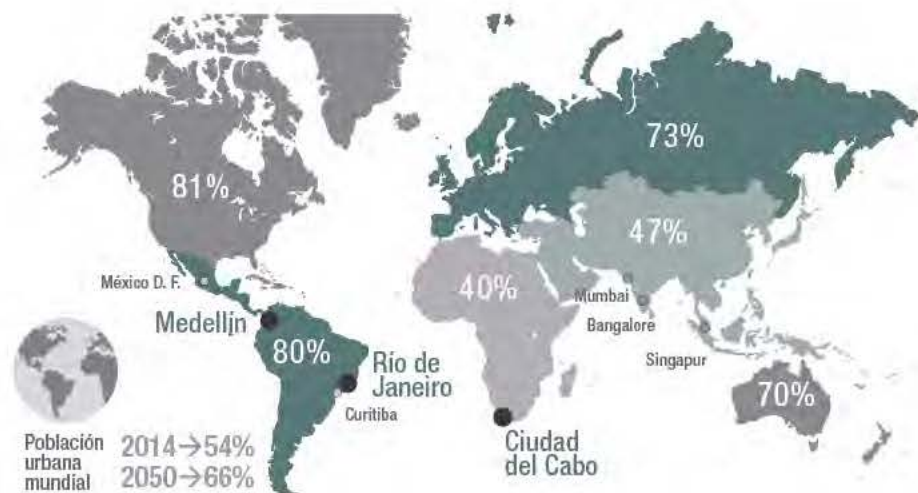 73%
81%
47%
México D. F.
40%
Mumbai
Medellín
Bangalore
80%
Río de
Janeiro
Singapur
70%
Curitiba
Ciudad
del Cabo
Población
urbana
mundial
2014→54%
2050→66%